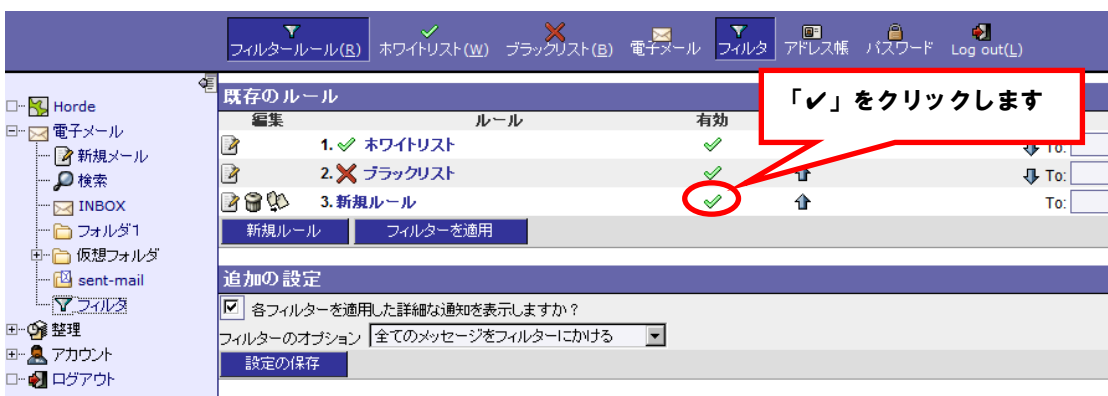 フィルタールール(R) ホワイトリスト(W) ブラックリスト(B) 電子メール フィルタ アドレス帳 パスワード Log out(L)
「✔」をクリックします
Horde
電子メール
新規メール
検索
INBOX
フォルダ1
仮想フォルダ
sent-mail
フィルタ
整理
アカウント
ログアウト
既存のルール
編集 ルール 有効
1. ホワイトリスト To:
2. ブラックリスト To:
3. 新規ルール To:
新規ルール フィルターを適用
追加の設定
各フィルターを適用した詳細な通知を表示しますか？
フィルターのオプション 全てのメッセージをフィルターにかける
設定の保存